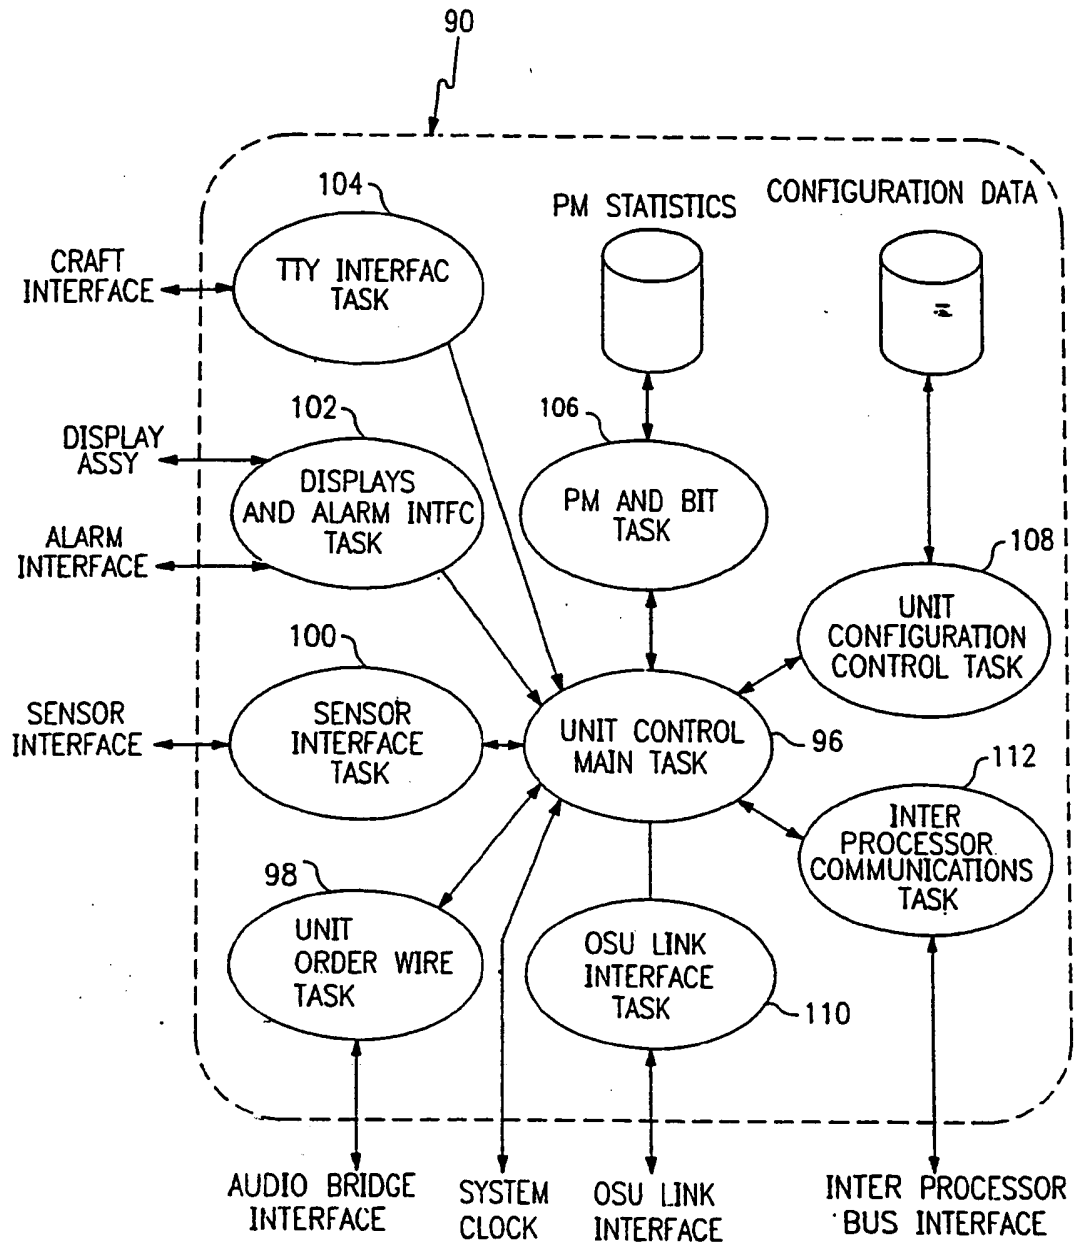 90
104
PM STATISTICS
CONFIGURATION DATA
CRAFT
INTERFACE
TTY INTERFAC
TASK
102
106
DISPLAY
ASSY
DISPLAYS
AND ALARM INTFC
TASK
PM AND BIT
TASK
ALARM
INTERFACE
108
UNIT
CONFIGURATION
CONTROL TASK
100
SENSOR
INTERFACE
SENSOR
INTERFACE
TASK
UNIT CONTROL
MAIN TASK
96
112
INTER
PROCESSOR
COMMUNICATIONS
TASK
98
UNIT
ORDER WIRE
TASK
OSU LINK
INTERFACE
TASK
110
AUDIO BRIDGE
INTERFACE
SYSTEM
CLOCK
OSU LINK
INTERFACE
INTER PROCESSOR
BUS INTERFACE